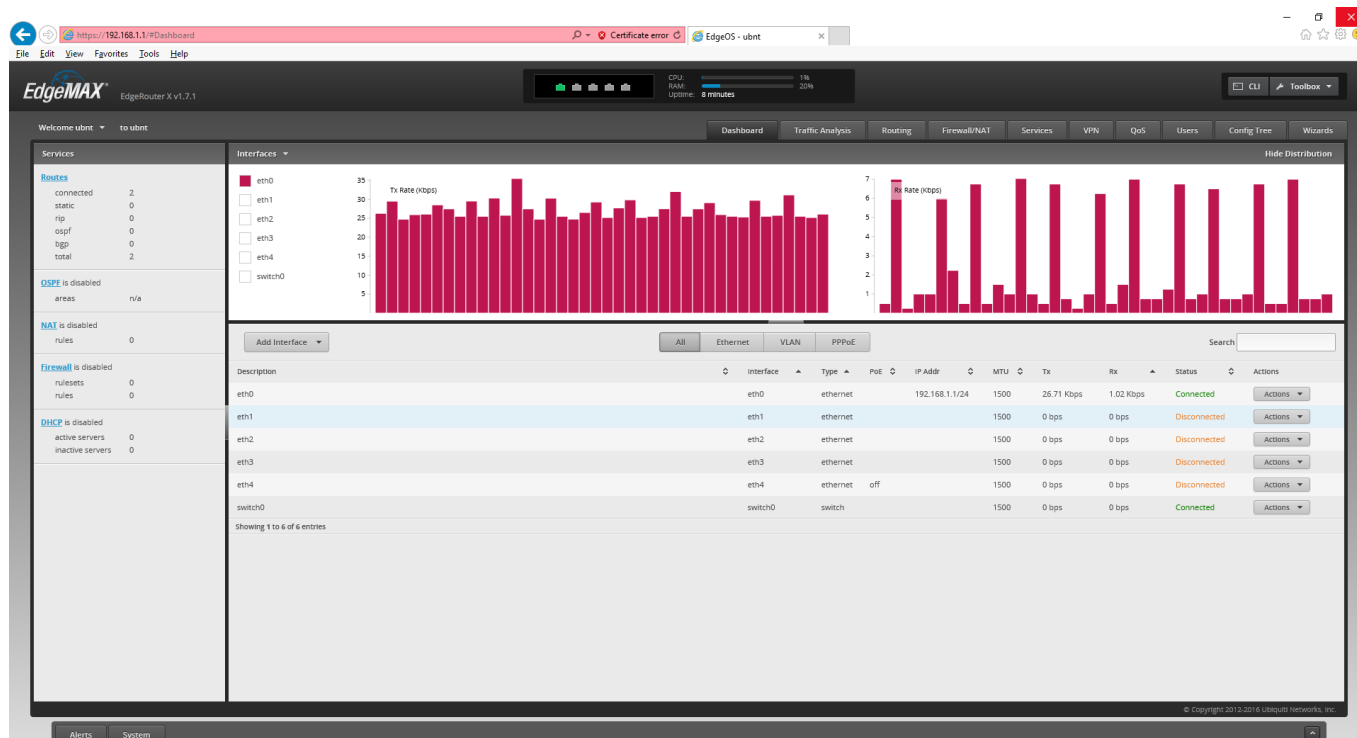 https://192.168.1.1/#Dashboard
Certificate error
EdgeOS - ubnt
File Edit View Favorites Tools Help
EdgeMAX EdgeRouter X v1.7.1
CPU: 1%
RAM: 20%
Uptime: 8 minutes
CLI Toolbox
Welcome ubnt to ubnt
Dashboard Traffic Analysis Routing Firewall/NAT Services VPN QoS Users Config Tree Wizards
Services
Routes
connected 2
static 0
rip 0
ospf 0
bgp 0
total 2
OSPF is disabled
areas n/a
NAT is disabled
rules 0
Firewall is disabled
rulesets 0
rules 0
DHCP is disabled
active servers 0
inactive servers 0
Interfaces Hide Distribution
eth0
eth1
eth2
eth3
eth4
switch0
Tx Rate (Kbps)
35
30
25
20
15
10
5
Rx Rate (Kbps)
7
6
5
4
3
2
1
Add Interface All Ethernet VLAN PPPoE Search
Description Interface Type PoE IP Addr MTU Tx Rx Status Actions
eth0 eth0 ethernet 192.168.1.1/24 1500 26.71 Kbps 1.02 Kbps Connected Actions
eth1 eth1 ethernet 1500 0 bps 0 bps Disconnected Actions
eth2 eth2 ethernet 1500 0 bps 0 bps Disconnected Actions
eth3 eth3 ethernet 1500 0 bps 0 bps Disconnected Actions
eth4 eth4 ethernet off 1500 0 bps 0 bps Disconnected Actions
switch0 switch0 switch 1500 0 bps 0 bps Connected Actions
Showing 1 to 6 of 6 entries
© Copyright 2012-2016 Ubiquiti Networks, Inc.
Alerts System